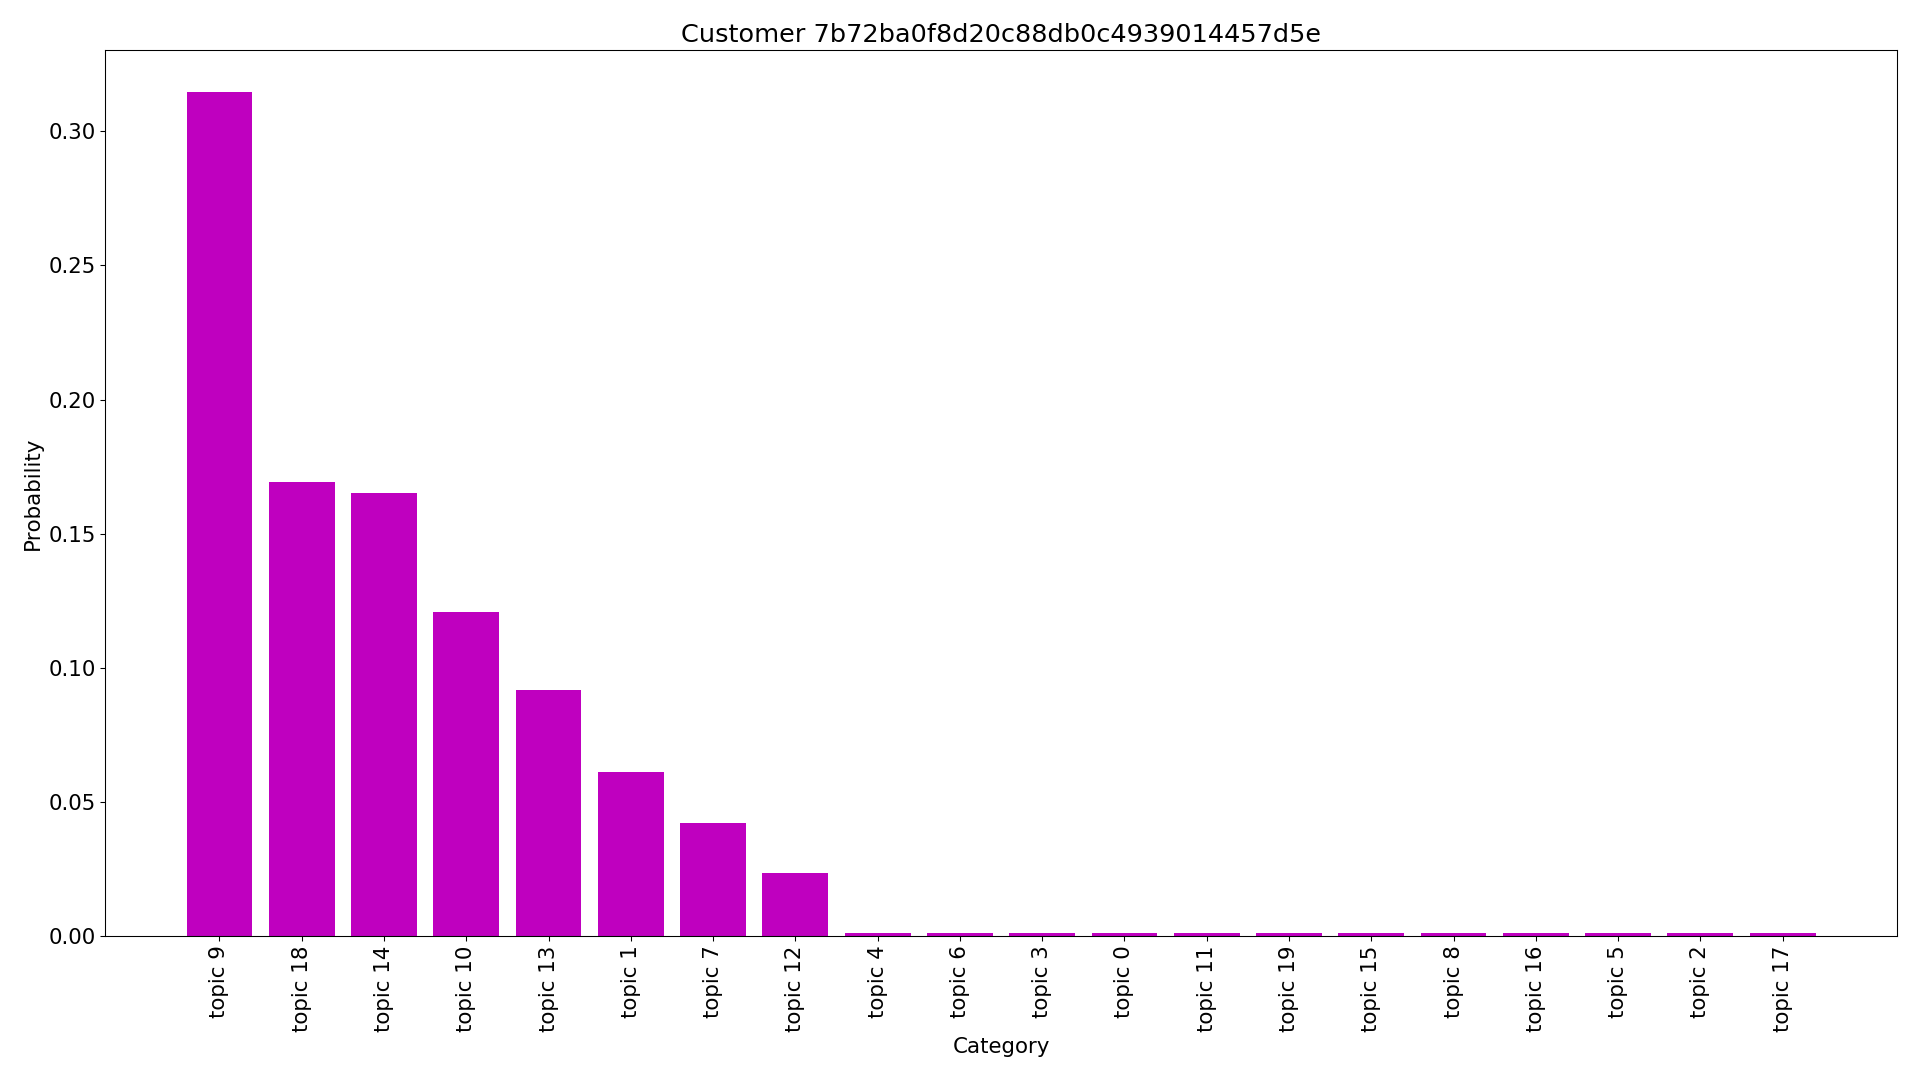 Customer 7b72ba0f8d20c88db0c4939014457d5e
Probability
0.30
0.25
0.20
0.15
0.10
0.05
0.00
topic 9
topic 18
topic 14
topic 10
topic 13
topic 1
topic 7
topic 12
topic 4
topic 6
topic 3
topic 0
topic 11
topic 19
topic 15
topic 8
topic 16
topic 5
topic 2
topic 17
Category